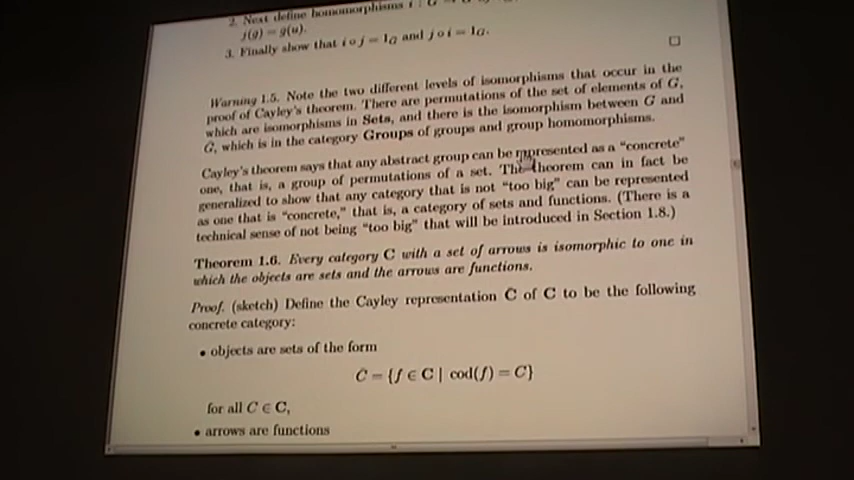 2. Next define homomorphisms i : G
j(g) = g(u).
3. Finally show that i ∘ j = 1_Ḡ and j ∘ i = 1_G.
□
Warning 1.5. Note the two different levels of isomorphisms that occur in the
proof of Cayley's theorem. There are permutations of the set of elements of G,
which are isomorphisms in Sets, and there is the isomorphism between G and
Ḡ, which is in the category Groups of groups and group homomorphisms.
Cayley's theorem says that any abstract group can be represented as a “concrete”
one, that is, a group of permutations of a set. The theorem can in fact be
generalized to show that any category that is not “too big” can be represented
as one that is “concrete,” that is, a category of sets and functions. (There is a
technical sense of not being “too big” that will be introduced in Section 1.8.)
Theorem 1.6. Every category C with a set of arrows is isomorphic to one in
which the objects are sets and the arrows are functions.
Proof. (sketch) Define the Cayley representation C̄ of C to be the following
concrete category:
• objects are sets of the form
C̄ = {f ∈ C | cod(f) = C}
for all C ∈ C,
• arrows are functions